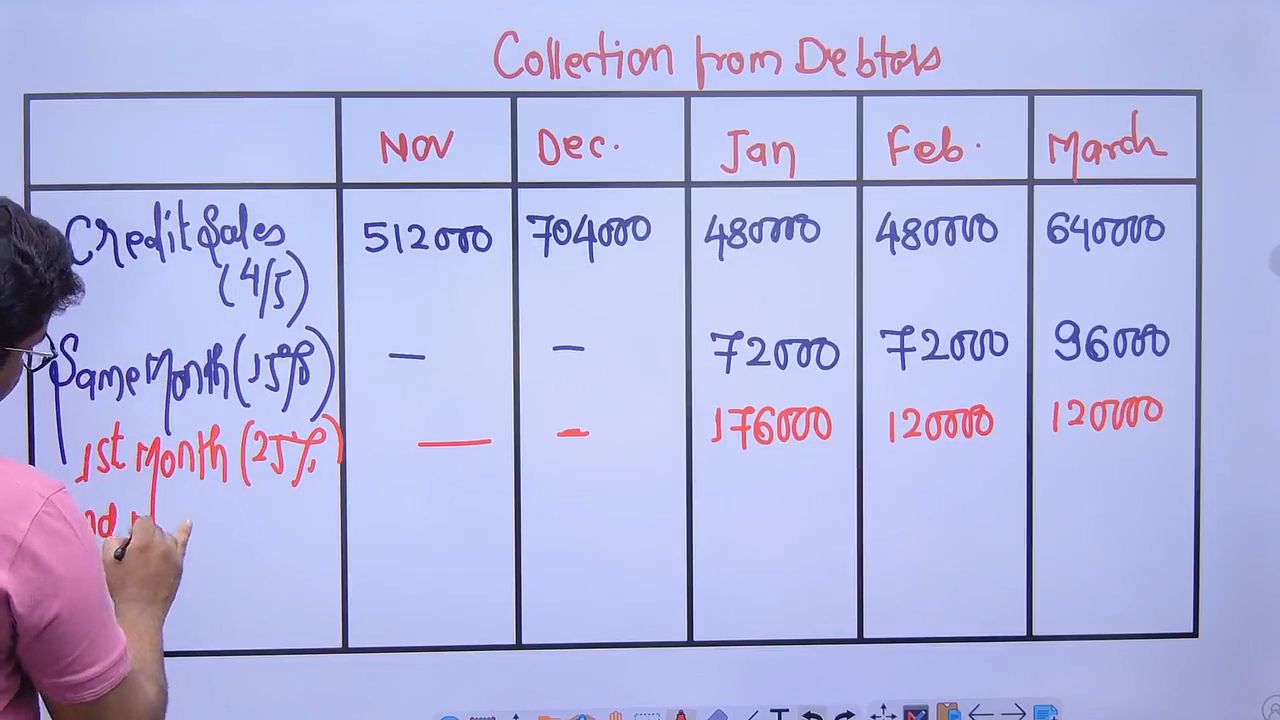 Collection from Debtors
Nov Dec. Jan Feb. March
Credit Sales 512000 704000 480000 480000 640000
(4/5)
Same Month (15%) — — 72000 72000 96000
1st Month (25%) — — 176000 120000 120000